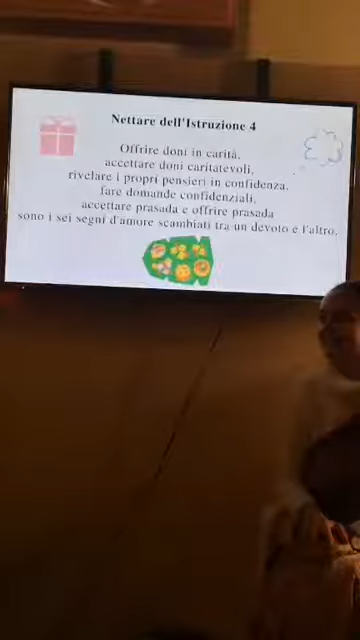 Nettare dell'Istruzione 4
Offrire doni in carità,
accettare doni caritatevoli,
rivelare i propri pensieri in confidenza,
fare domande confidenziali,
accettare prasada e offrire prasada
sono i sei segni d'amore scambiati tra un devoto e l'altro.